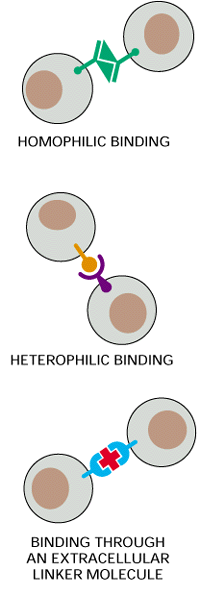 HOMOPHILIC BINDING
HETEROPHILIC BINDING
BINDING THROUGH
AN EXTRACELLULAR
LINKER MOLECULE